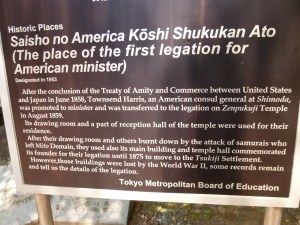 Historic Places
Saisho no America Kōshi Shukukan Ato
(The place of the first legation for
American minister)
Designated in 1953
After the conclusion of the Treaty of Amity and Commerce between United States
and Japan in June 1858, Townsend Harris, an American consul general at Shimoda,
was promoted to minister and was transferred to the legation on Zenpukuji Temple
in August 1859.
Its drawing room and a part of reception hall of the temple were used for their
residence.
After their drawing room and others burnt down by the attack of samurais who
left Mito Domain, they used also its main building and temple hall commemorated
its founder for their legation until 1875 to move to the Tsukiji Settlement.
However, those buildings were lost by the World War II, some records remain
and tell us the details of the legation.
Tokyo Metropolitan Board of Education